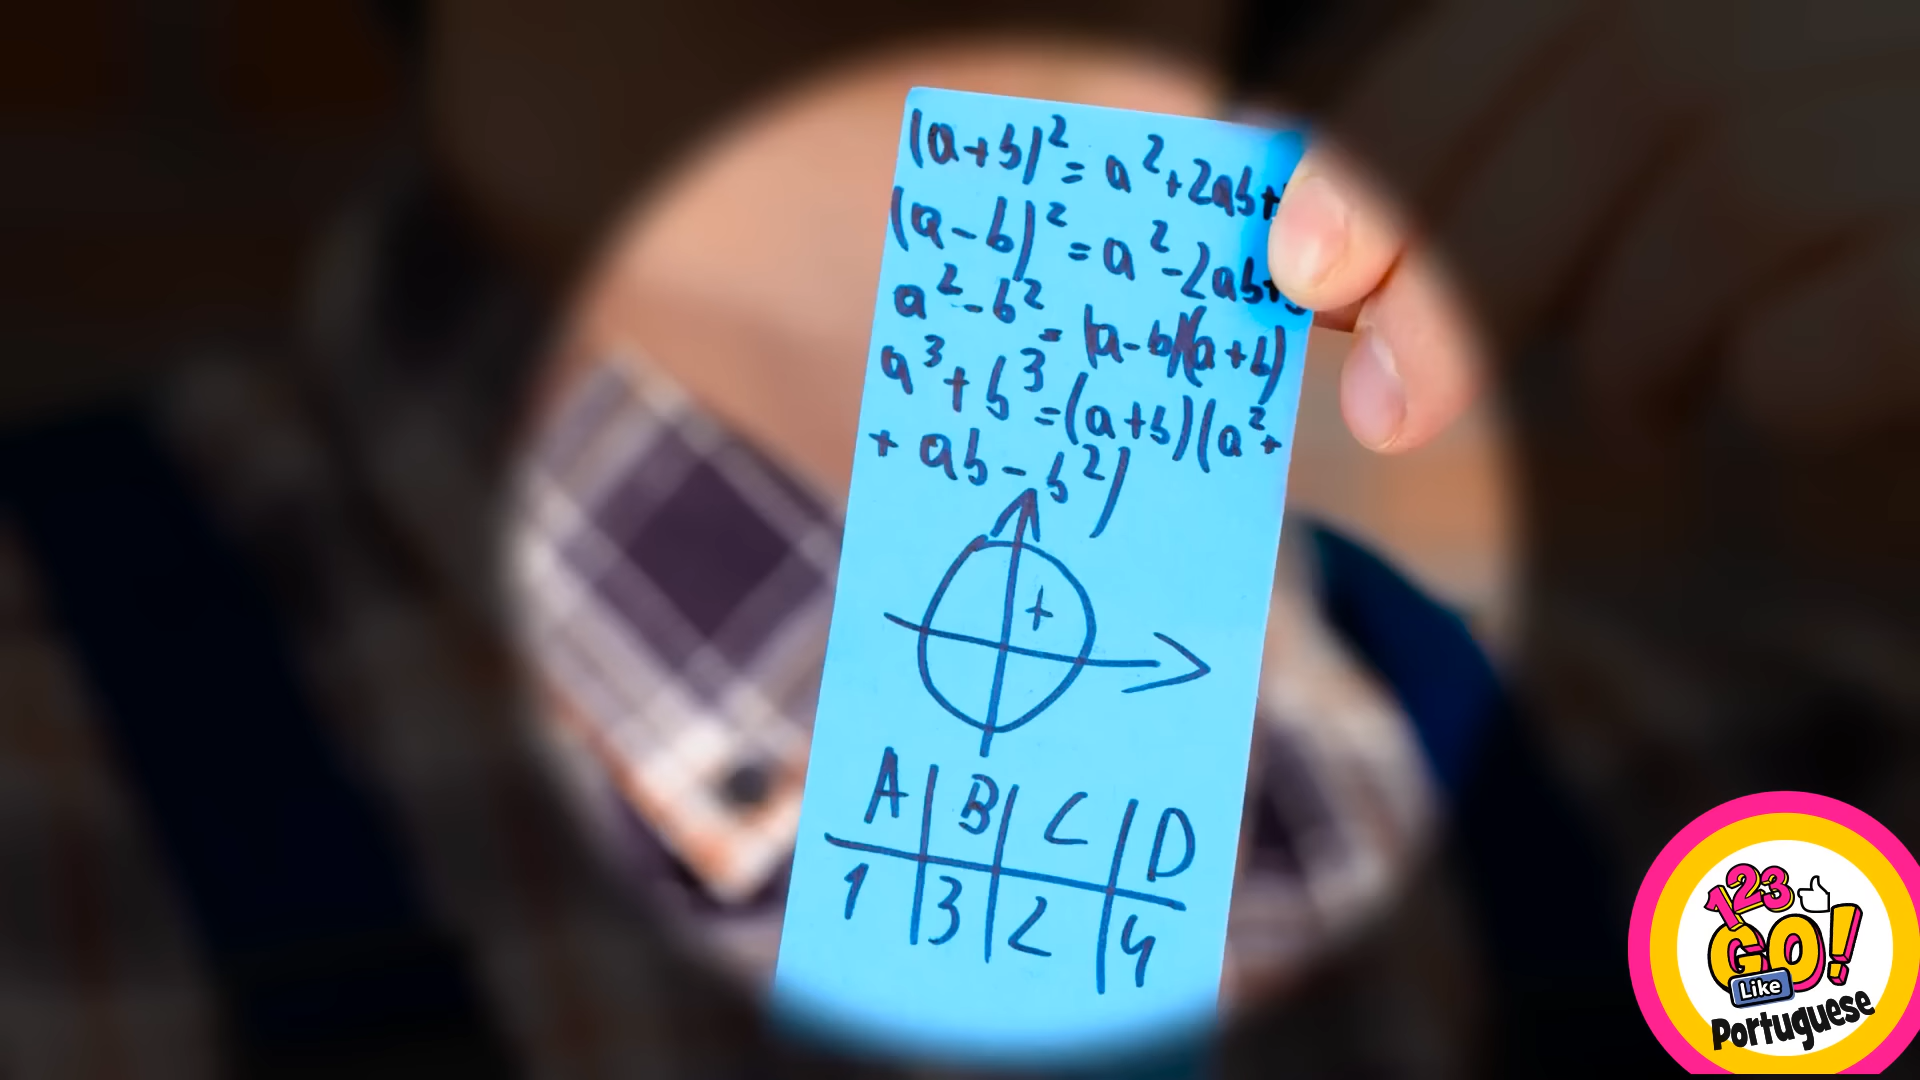 (a+b)² = a²+2ab+
(a-b)² = a²-2ab+
a²-b² = (a-b)(a+b)
a³+b³=(a+b)(a²+
+ ab-b²)
+
A | B | C | D
1 | 3 | 2 | 4
123
GO!
Like
Portuguese